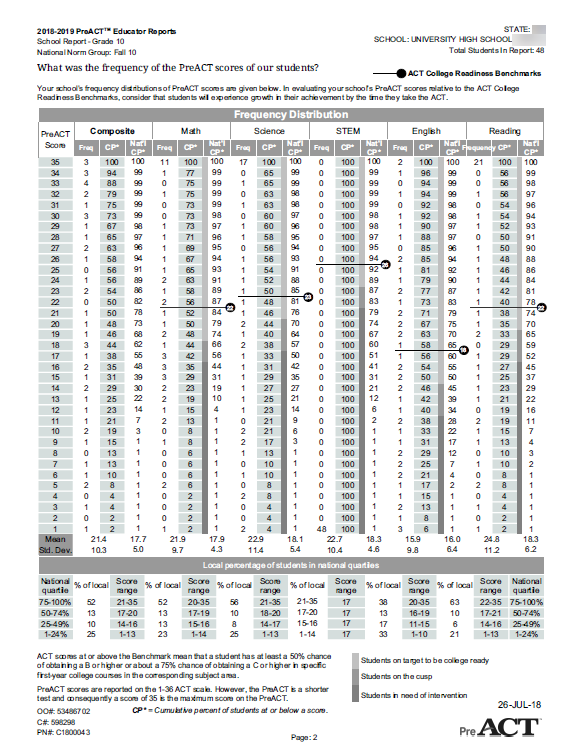 2018-2019 PreACT™ Educator Reports
STATE:
School Report - Grade 10
SCHOOL: UNIVERSITY HIGH SCHOOL
National Norm Group: Fall 10
Total Students In Report: 48
What was the frequency of the PreACT scores of our students?
ACT College Readiness Benchmarks
Your school's frequency distributions of PreACT scores are given below. In evaluating your school's PreACT scores relative to the ACT College
Readiness Benchmarks, consider that students will experience growth in their achievement by the time they take the ACT.
Frequency Distribution
PreACT Score Composite Math Science STEM English Reading
Freq CP* Nat'l CP* Freq CP* Nat'l CP* Freq CP* Nat'l CP* Freq CP* Nat'l CP* Freq CP* Nat'l CP* Frequency CP* Nat'l CP*
35 3 100 100 11 100 100 17 100 100 0 100 100 2 100 100 21 100 100
34 3 94 99 1 77 99 0 65 99 0 100 99 1 96 99 0 56 99
33 4 88 99 0 75 99 0 65 99 0 100 99 0 94 99 0 56 98
32 2 79 99 1 75 99 0 63 98 0 100 99 1 94 99 1 56 97
31 1 75 99 0 73 99 0 63 98 0 100 99 0 92 98 0 54 96
30 3 73 99 0 73 98 0 60 97 0 100 98 1 92 98 1 54 94
29 1 67 98 1 73 97 1 60 96 0 100 98 1 90 97 1 52 93
28 1 65 97 1 71 96 1 58 95 0 100 97 1 88 97 0 50 91
27 2 63 96 1 69 95 0 56 94 0 100 96 0 85 96 1 50 90
26 1 58 94 1 67 94 1 56 93 0 100 94 2 85 94 1 48 88
25 0 56 91 1 65 93 1 54 91 0 100 92 1 81 92 1 46 86
24 1 56 89 2 63 91 1 52 88 0 100 89 1 79 90 1 44 84
23 2 54 86 1 58 89 1 50 85 0 100 87 2 77 87 1 42 81
22 0 50 82 2 56 87 1 48 81 0 100 83 1 73 83 1 40 78
21 1 50 78 1 52 84 1 46 76 0 100 79 2 71 79 1 38 74
20 1 48 73 1 50 79 2 44 70 0 100 74 2 67 75 1 35 70
19 1 46 68 2 48 74 1 40 64 0 100 67 2 63 70 2 33 65
18 3 44 62 1 44 66 2 38 57 0 100 60 1 58 65 0 29 59
17 1 38 55 3 42 56 1 33 50 0 100 51 1 56 60 1 29 52
16 2 35 48 3 35 44 1 31 42 0 100 41 2 54 55 1 27 45
15 1 31 39 3 29 31 1 29 35 0 100 31 2 50 50 1 25 37
14 2 29 30 2 23 19 1 27 27 0 100 21 2 46 45 1 23 29
13 1 25 22 2 19 10 1 25 21 0 100 12 1 42 39 1 21 22
12 1 23 14 1 15 4 1 23 14 0 100 6 1 40 34 0 19 16
11 1 21 7 2 13 1 0 21 9 0 100 1 2 38 28 2 19 11
10 2 19 3 0 8 1 2 21 6 0 100 1 1 33 22 1 15 7
9 1 15 1 1 8 1 2 17 3 0 100 1 1 31 17 1 13 4
8 0 13 1 0 6 1 0 13 1 0 100 1 2 29 12 0 10 3
7 1 13 1 0 6 1 1 13 1 0 100 1 2 25 7 1 10 2
6 1 10 1 0 6 1 1 10 1 0 100 1 2 21 4 0 8 1
5 2 8 1 2 6 1 2 8 1 0 100 1 1 17 2 2 8 1
4 0 4 1 0 2 1 0 4 1 0 100 1 1 15 1 0 4 1
3 1 4 1 0 2 1 1 4 1 0 100 1 2 13 1 1 4 1
2 0 2 1 0 2 1 0 2 1 0 100 1 1 8 1 0 2 1
1 1 2 1 1 2 1 1 2 1 48 100 1 3 6 1 1 2 1
Mean 21.4 17.7 21.9 17.9 22.9 18.1 22.7 18.3 15.9 16.0 24.8 18.3
Std. Dev. 10.3 5.0 9.7 4.3 11.4 5.4 10.4 4.6 9.8 6.4 11.2 6.2
Local percentage of students in national quartiles
National quartile % of local Score range % of local Score range % of local Score range Score range % of local % of local Score range % of local Score range National quartile
75-100% 52 21-35 52 20-35 56 21-35 21-35 17 38 20-35 63 22-35 75-100%
50-74% 13 17-20 13 17-19 10 18-20 17-20 17 13 16-19 10 17-21 50-74%
25-49% 10 14-16 13 15-16 8 14-17 15-16 17 17 11-15 6 14-16 25-49%
1-24% 25 1-13 23 1-14 25 1-13 1-14 17 33 1-10 21 1-13 1-24%
ACT scores at or above the Benchmark mean that a student has at least a 50% chance
of obtaining a B or higher or about a 75% chance of obtaining a C or higher in specific
first-year college courses in the corresponding subject area.
Students on target to be college ready
Students on the cusp
PreACT scores are reported on the 1-36 ACT scale. However, the PreACT is a shorter
test and consequently a score of 35 is the maximum score on the PreACT.
Students in need of intervention
OO#: 53486702
CP* = Cumulative percent of students at or below a score.
26-JUL-18
C#: 598298
PN#: C1800043
Page: 2
PreACT